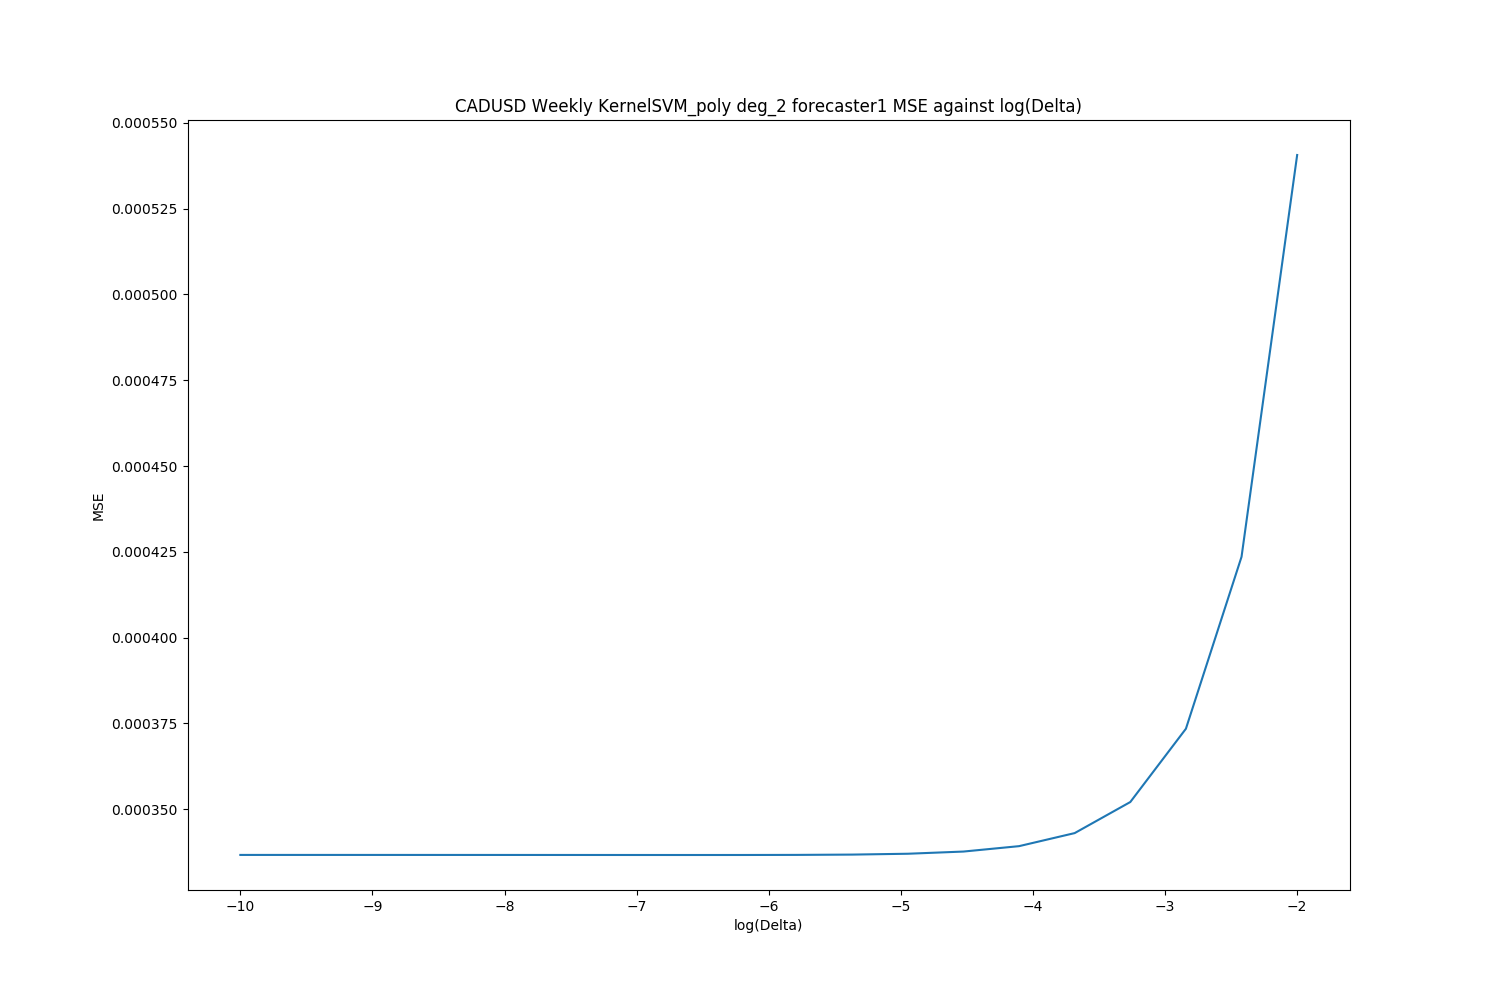 CADUSD Weekly KernelSVM_poly deg_2 forecaster1 MSE against log(Delta)
0.000550
0.000525
0.000500
0.000475
0.000450
0.000425
0.000400
0.000375
0.000350
MSE
−10 −9 −8 −7 −6 −5 −4 −3 −2
log(Delta)